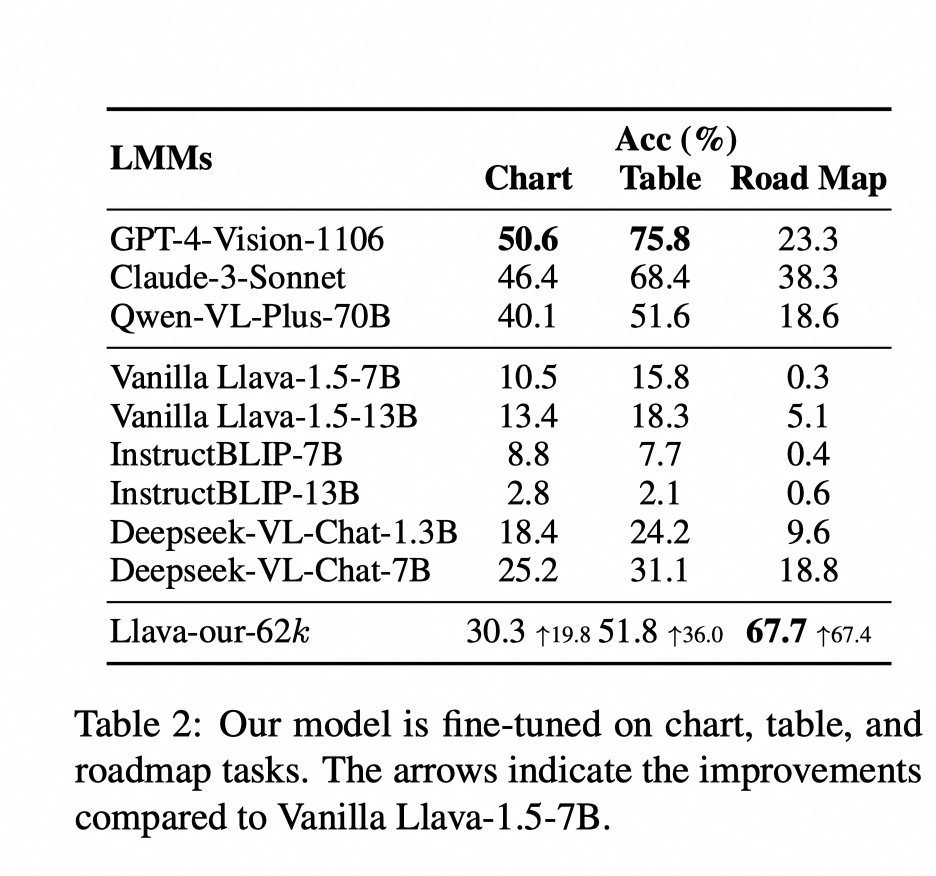 Acc (%)
LMMs
Chart Table Road Map
GPT-4-Vision-1106 50.6 75.8 23.3
Claude-3-Sonnet 46.4 68.4 38.3
Qwen-VL-Plus-70B 40.1 51.6 18.6
Vanilla Llava-1.5-7B 10.5 15.8 0.3
Vanilla Llava-1.5-13B 13.4 18.3 5.1
InstructBLIP-7B 8.8 7.7 0.4
InstructBLIP-13B 2.8 2.1 0.6
Deepseek-VL-Chat-1.3B 18.4 24.2 9.6
Deepseek-VL-Chat-7B 25.2 31.1 18.8
Llava-our-62k 30.3 ↑19.8 51.8 ↑36.0 67.7 ↑67.4
Table 2: Our model is fine-tuned on chart, table, and
roadmap tasks. The arrows indicate the improvements
compared to Vanilla Llava-1.5-7B.